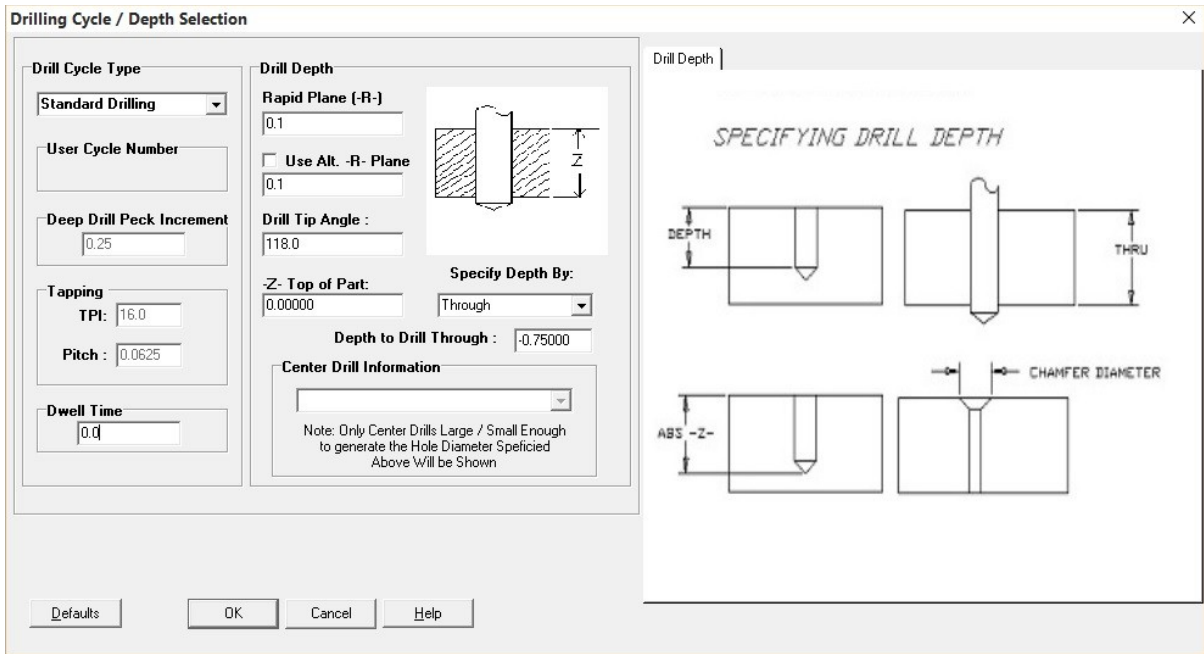 Drilling Cycle / Depth Selection
Drill Cycle Type
Standard Drilling
User Cycle Number
Deep Drill Peck Increment
0.25
Tapping
TPI: 16.0
Pitch : 0.0625
Dwell Time
0.0
Drill Depth
Rapid Plane (-R-)
0.1
Use Alt. -R- Plane
0.1
Drill Tip Angle :
118.0
-Z- Top of Part:
0.00000
Z
Specify Depth By:
Through
Depth to Drill Through : -0.75000
Center Drill Information
Note: Only Center Drills Large / Small Enough
to generate the Hole Diameter Speficied
Above Will be Shown
Defaults
OK
Cancel
Help
Drill Depth
SPECIFYING DRILL DEPTH
DEPTH
THRU
CHAMFER DIAMETER
ABS -Z-